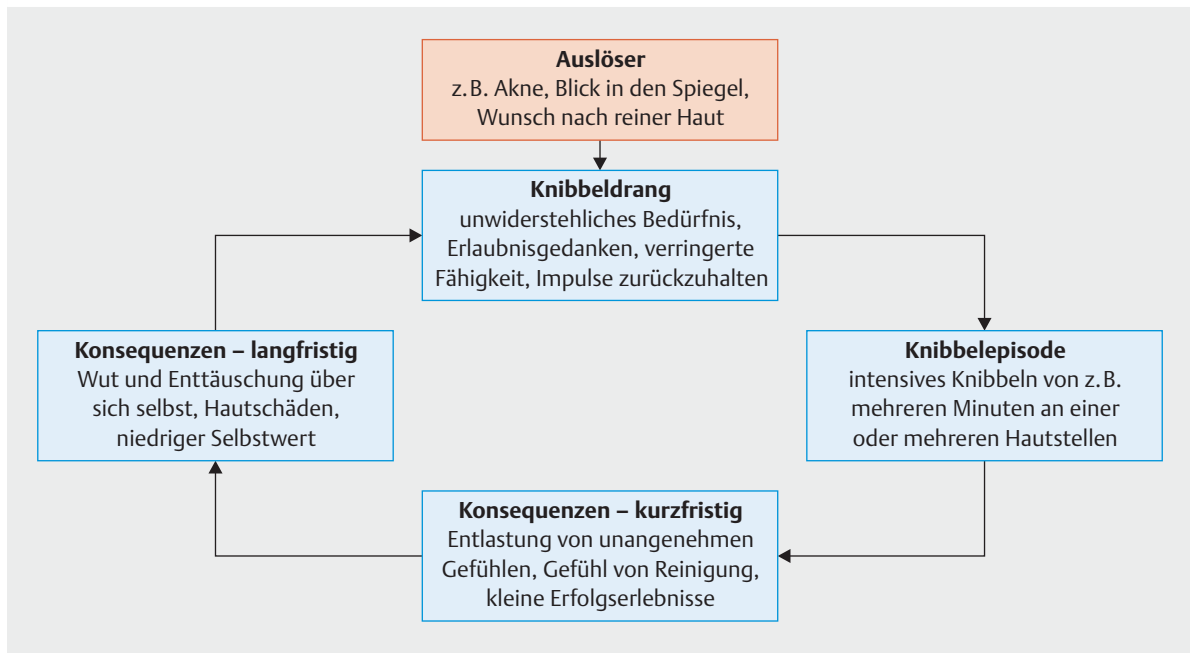 Auslöser
z.B. Akne, Blick in den Spiegel,
Wunsch nach reiner Haut
Knibbeldrang
unwiderstehliches Bedürfnis,
Erlaubnisgedanken, verringerte
Fähigkeit, Impulse zurückzuhalten
Knibbelepisode
intensives Knibbeln von z.B.
mehreren Minuten an einer
oder mehreren Hautstellen
Konsequenzen – kurzfristig
Entlastung von unangenehmen
Gefühlen, Gefühl von Reinigung,
kleine Erfolgserlebnisse
Konsequenzen – langfristig
Wut und Enttäuschung über
sich selbst, Hautschäden,
niedriger Selbstwert